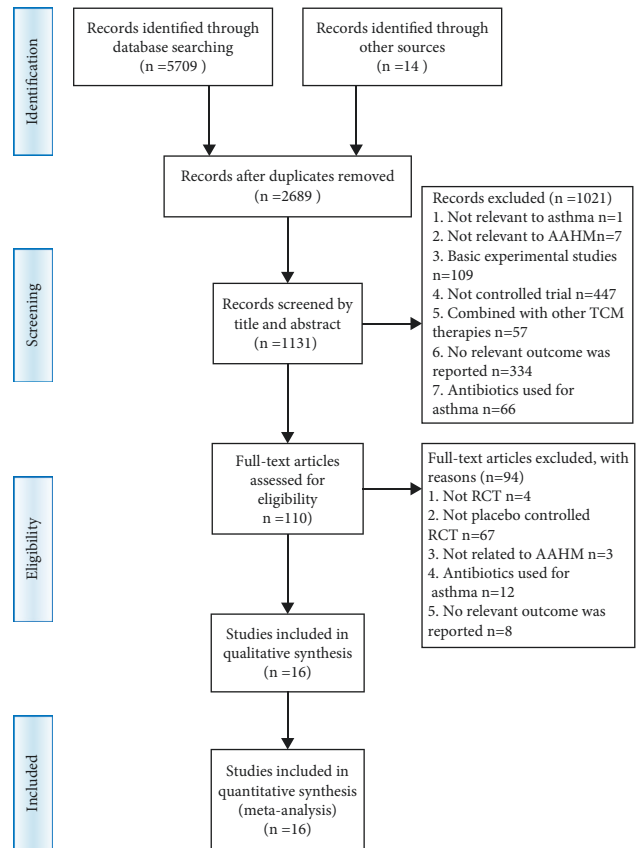 Identification
Records identified through
database searching
(n =5709 )
Records identified through
other sources
(n =14 )
Records after duplicates removed
(n =2689 )
Screening
Records screened by
title and abstract
(n =1131)
Records excluded (n =1021)
1. Not relevant to asthma n=1
2. Not relevant to AAHMn=7
3. Basic experimental studies
n=109
4. Not controlled trial n=447
5. Combined with other TCM
therapies n=57
6. No relevant outcome was
reported n=334
7. Antibiotics used for
asthma n=66
Eligibility
Full-text articles
assessed for
eligibility
n =110)
Full-text articles excluded, with
reasons (n=94)
1. Not RCT n=4
2. Not placebo controlled
RCT n=67
3. Not related to AAHM n=3
4. Antibiotics used for
asthma n=12
5. No relevant outcome was
reported n=8
Studies included in
qualitative synthesis
(n =16)
Included
Studies included in
quantitative synthesis
(meta-analysis)
(n =16)